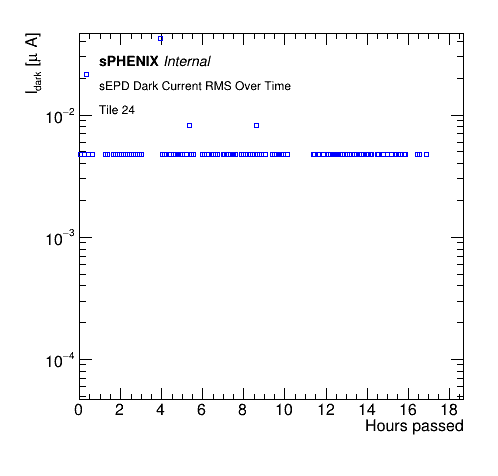 I_dark [μ A]
sPHENIX Internal
sEPD Dark Current RMS Over Time
Tile 24
10⁻²
10⁻³
10⁻⁴
0 2 4 6 8 10 12 14 16 18
Hours passed